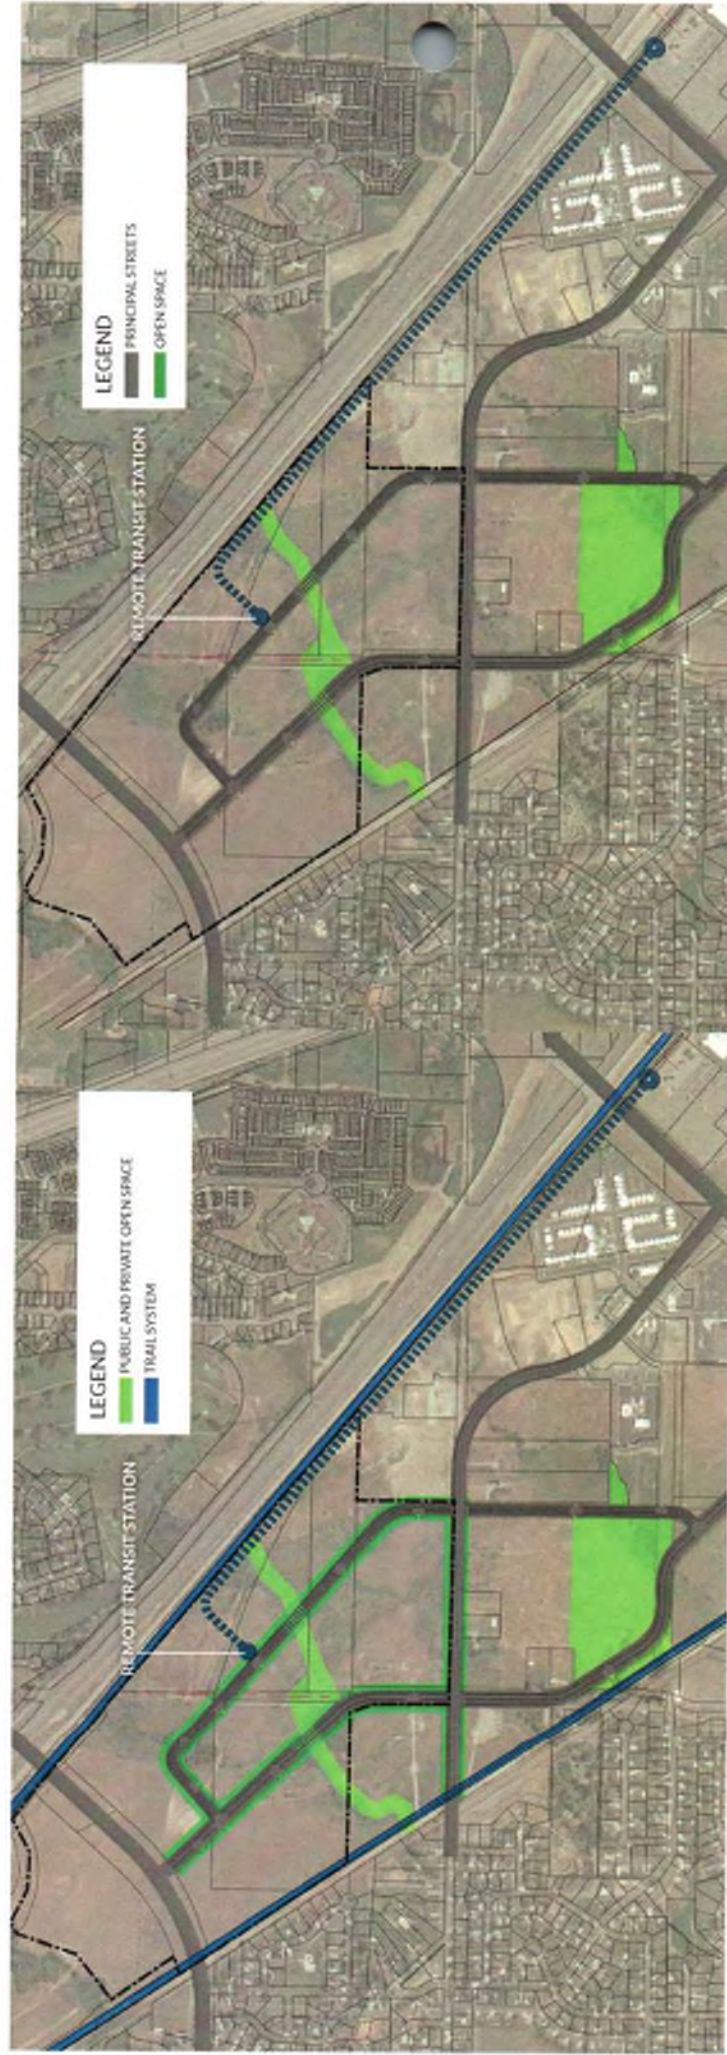 LEGEND
PRINCIPAL STREETS
OPEN SPACE
REMOTE TRANSIT STATION
LEGEND
PUBLIC AND PRIVATE OPEN SPACE
TRAIL SYSTEM
REMOTE TRANSIT STATION